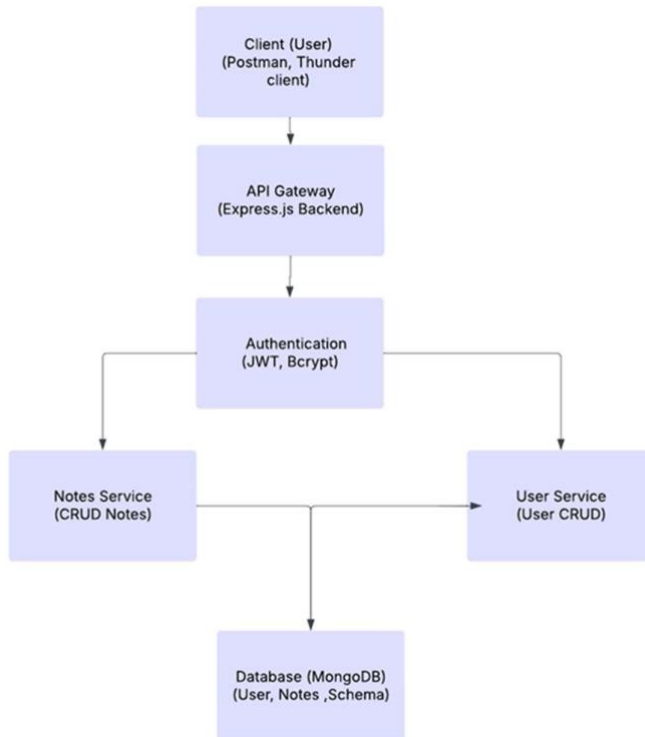 Client (User)
(Postman, Thunder
client)
API Gateway
(Express.js Backend)
Authentication
(JWT, Bcrypt)
Notes Service
(CRUD Notes)
User Service
(User CRUD)
Database (MongoDB)
(User, Notes ,Schema)